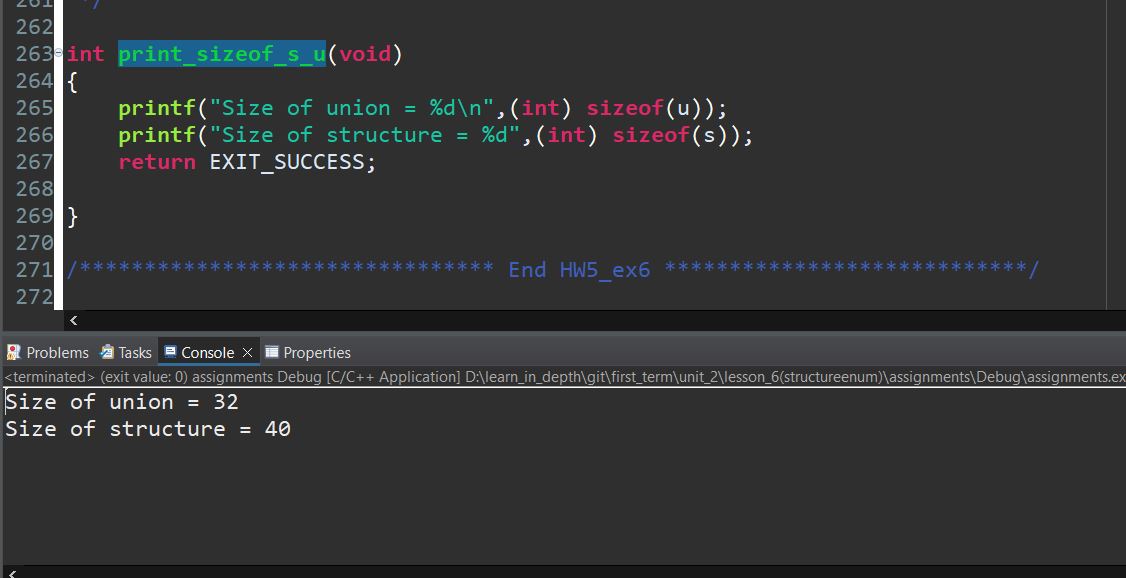 261 */
262
263 int print_sizeof_s_u(void)
264 {
265 printf("Size of union = %d\n",(int) sizeof(u));
266 printf("Size of structure = %d",(int) sizeof(s));
267 return EXIT_SUCCESS;
268
269 }
270
271 /******************************** End HW5_ex6 ****************************/
272
Problems Tasks Console Properties
<terminated> (exit value: 0) assignments Debug [C/C++ Application] D:\learn_in_depth\git\first_term\unit_2\lesson_6(structureenum)\assignments\Debug\assignments.ex
Size of union = 32
Size of structure = 40